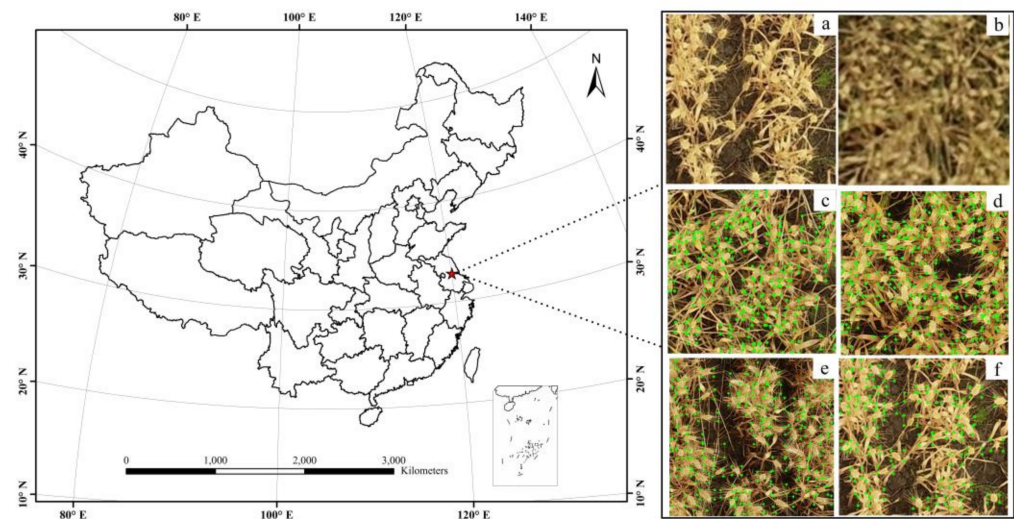 80° E 100° E 120° E 140° E
N
40° N 40° N
30° N 30° N
20° N 20° N
10° N 10° N
0 1,000 2,000 3,000
Kilometers
80° E 100° E 120° E
a b
c d
e f